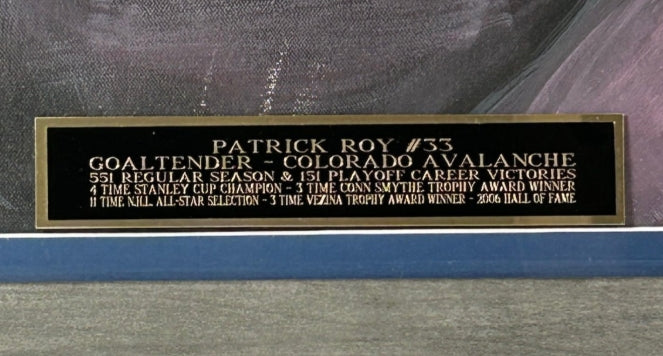 PATRICK ROY #33
GOALTENDER - COLORADO AVALANCHE
551 REGULAR SEASON & 151 PLAYOFF CAREER VICTORIES
4 TIME STANLEY CUP CHAMPION - 3 TIME CONN SMYTHE TROPHY AWARD WINNER
11 TIME N.H.L. ALL-STAR SELECTION - 3 TIME VEZINA TROPHY AWARD WINNER - 2006 HALL OF FAME